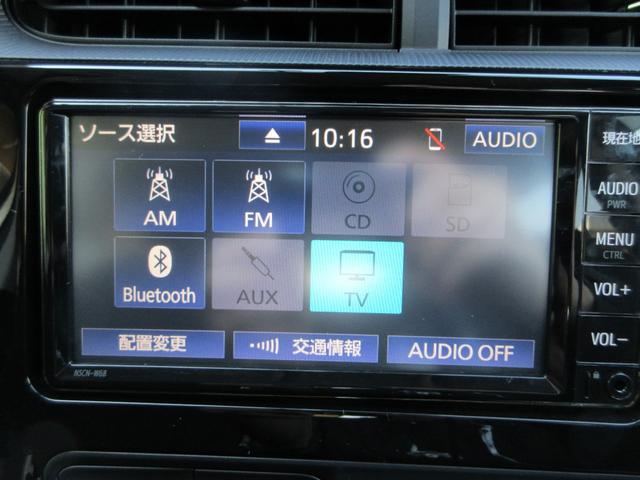 ソース選択
10:16
AUDIO
AM
FM
CD
SD
Bluetooth
AUX
TV
配置変更
交通情報
AUDIO OFF
NSCN-W68
現在地
AUDIO
PWR
MENU
CTRL
VOL+
VOL-